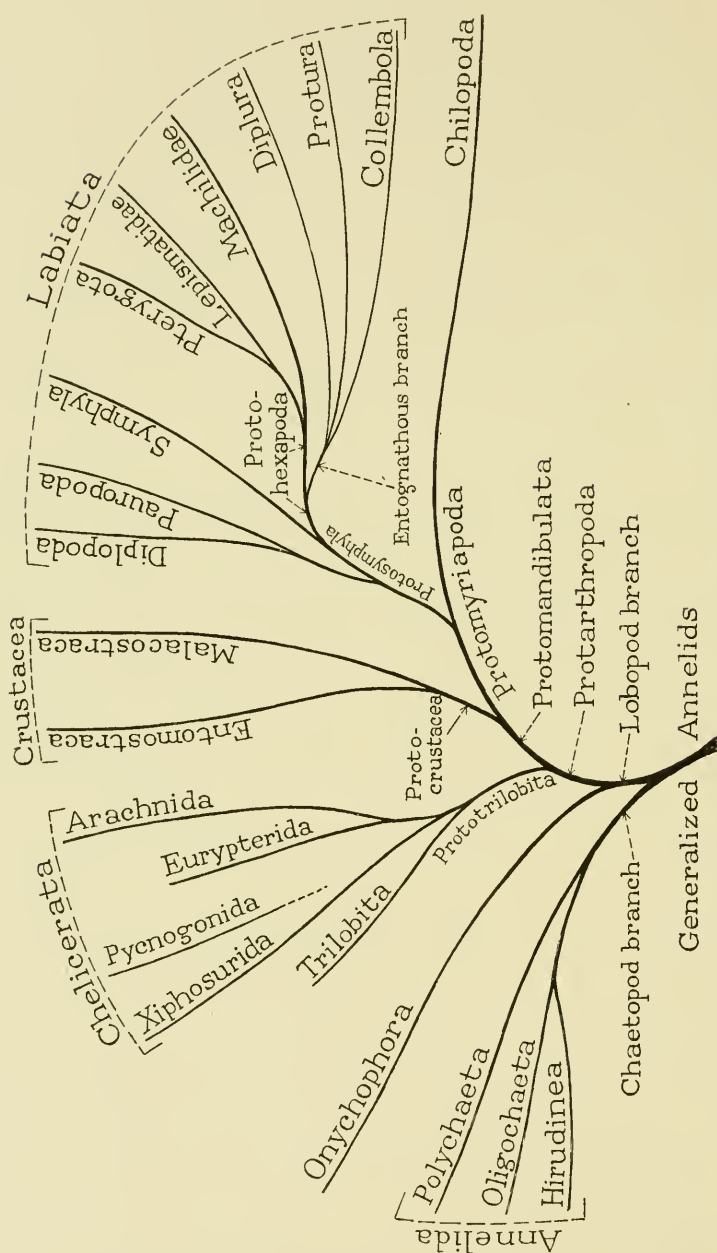 Labiata
Crustacea
Chelicerata
Annelida
Diplopoda
Pauropoda
Symphyla
Pterygota
Lepismatidae
Machilidae
Diplura
Protura
Collembola
Chilopoda
Proto-
hexapoda
Entognathous branch
Protosymphyla
Protomyriapoda
Malacostraca
Entomostraca
Proto-
crustacea
Arachnida
Eurypterida
Pycnogonida
Xiphosurida
Trilobita
Prototrilobita
Onychophora
Polychaeta
Oligochaeta
Hirudinea
Protomandibulata
Protarthropoda
Lobopod branch
Chaetopod branch
Generalized Annelids